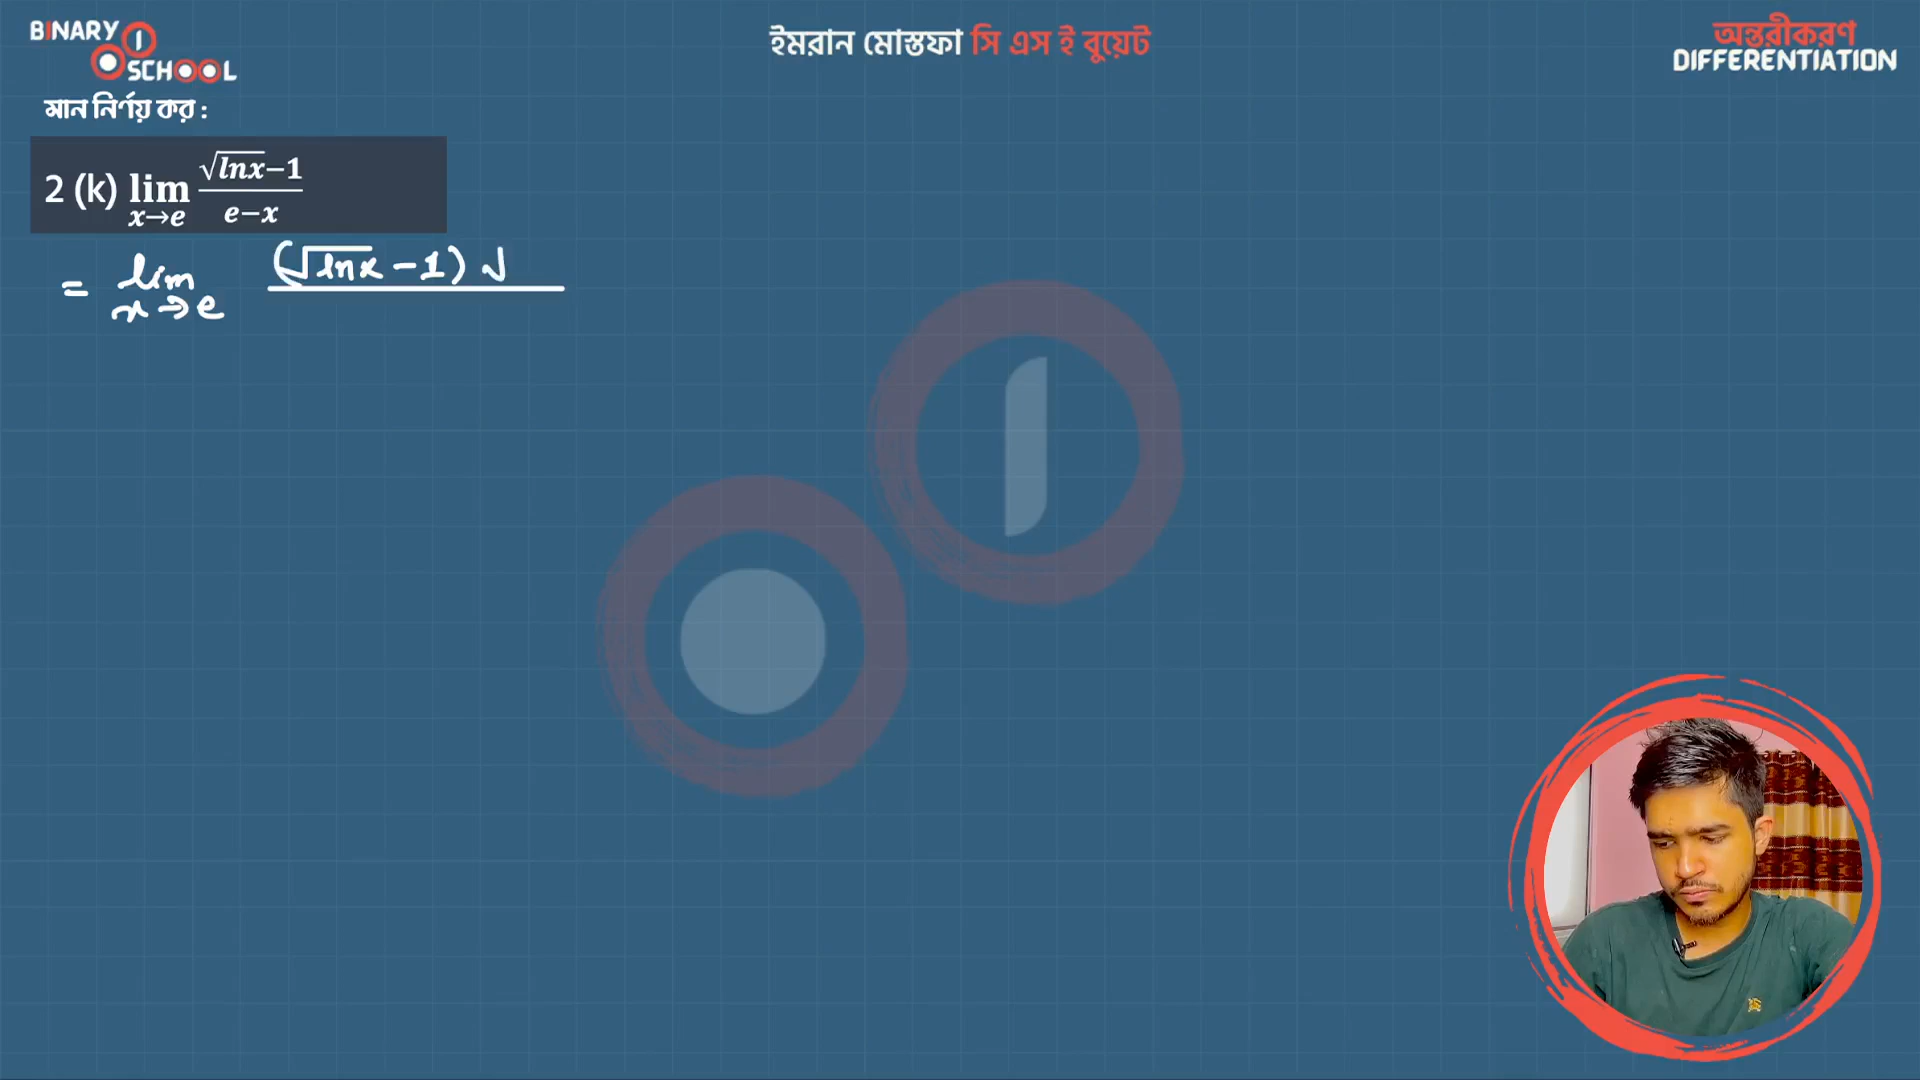 BINARY SCHOOL
ইমরান মোস্তফা সি এস ই বুয়েট
অন্তরীকরণ
DIFFERENTIATION
মান নির্ণয় কর :
2 (k) lim x→e (√lnx − 1)/(e−x)
= lim x→e (√lnx − 1) √